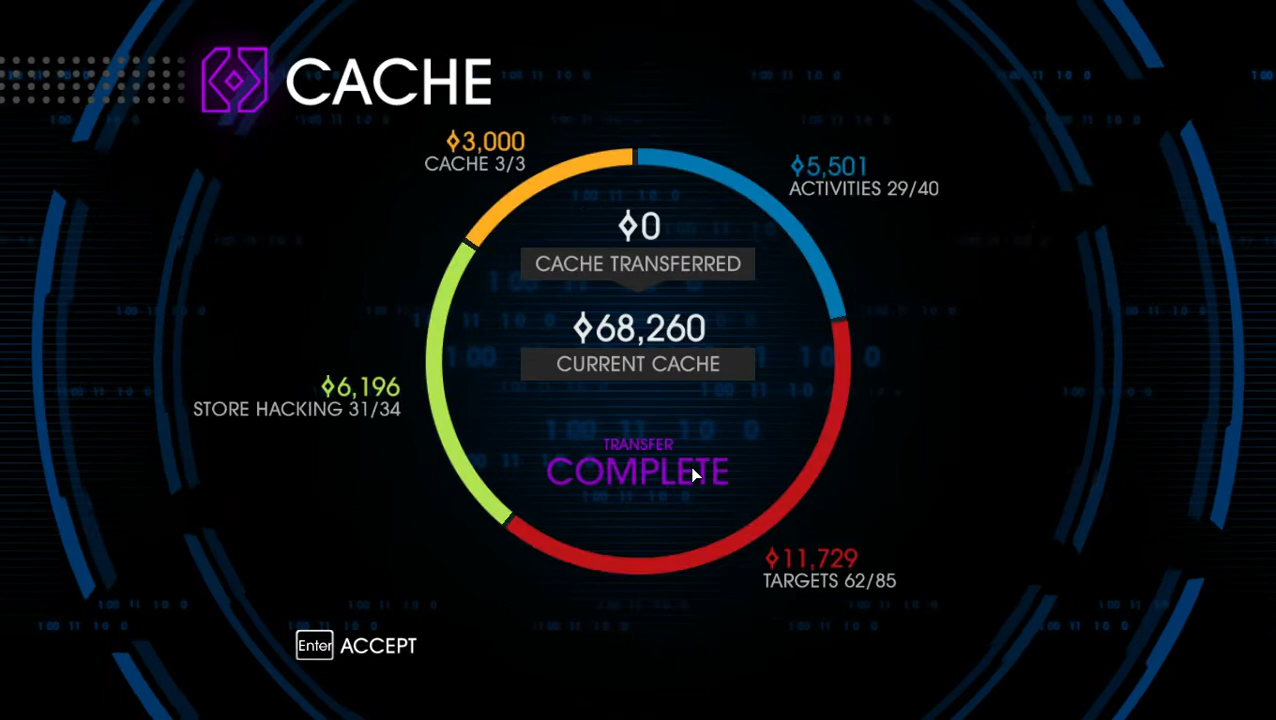 CACHE
3,000
CACHE 3/3
5,501
ACTIVITIES 29/40
0
CACHE TRANSFERRED
68,260
CURRENT CACHE
6,196
STORE HACKING 31/34
TRANSFER
COMPLETE
11,729
TARGETS 62/85
Enter ACCEPT